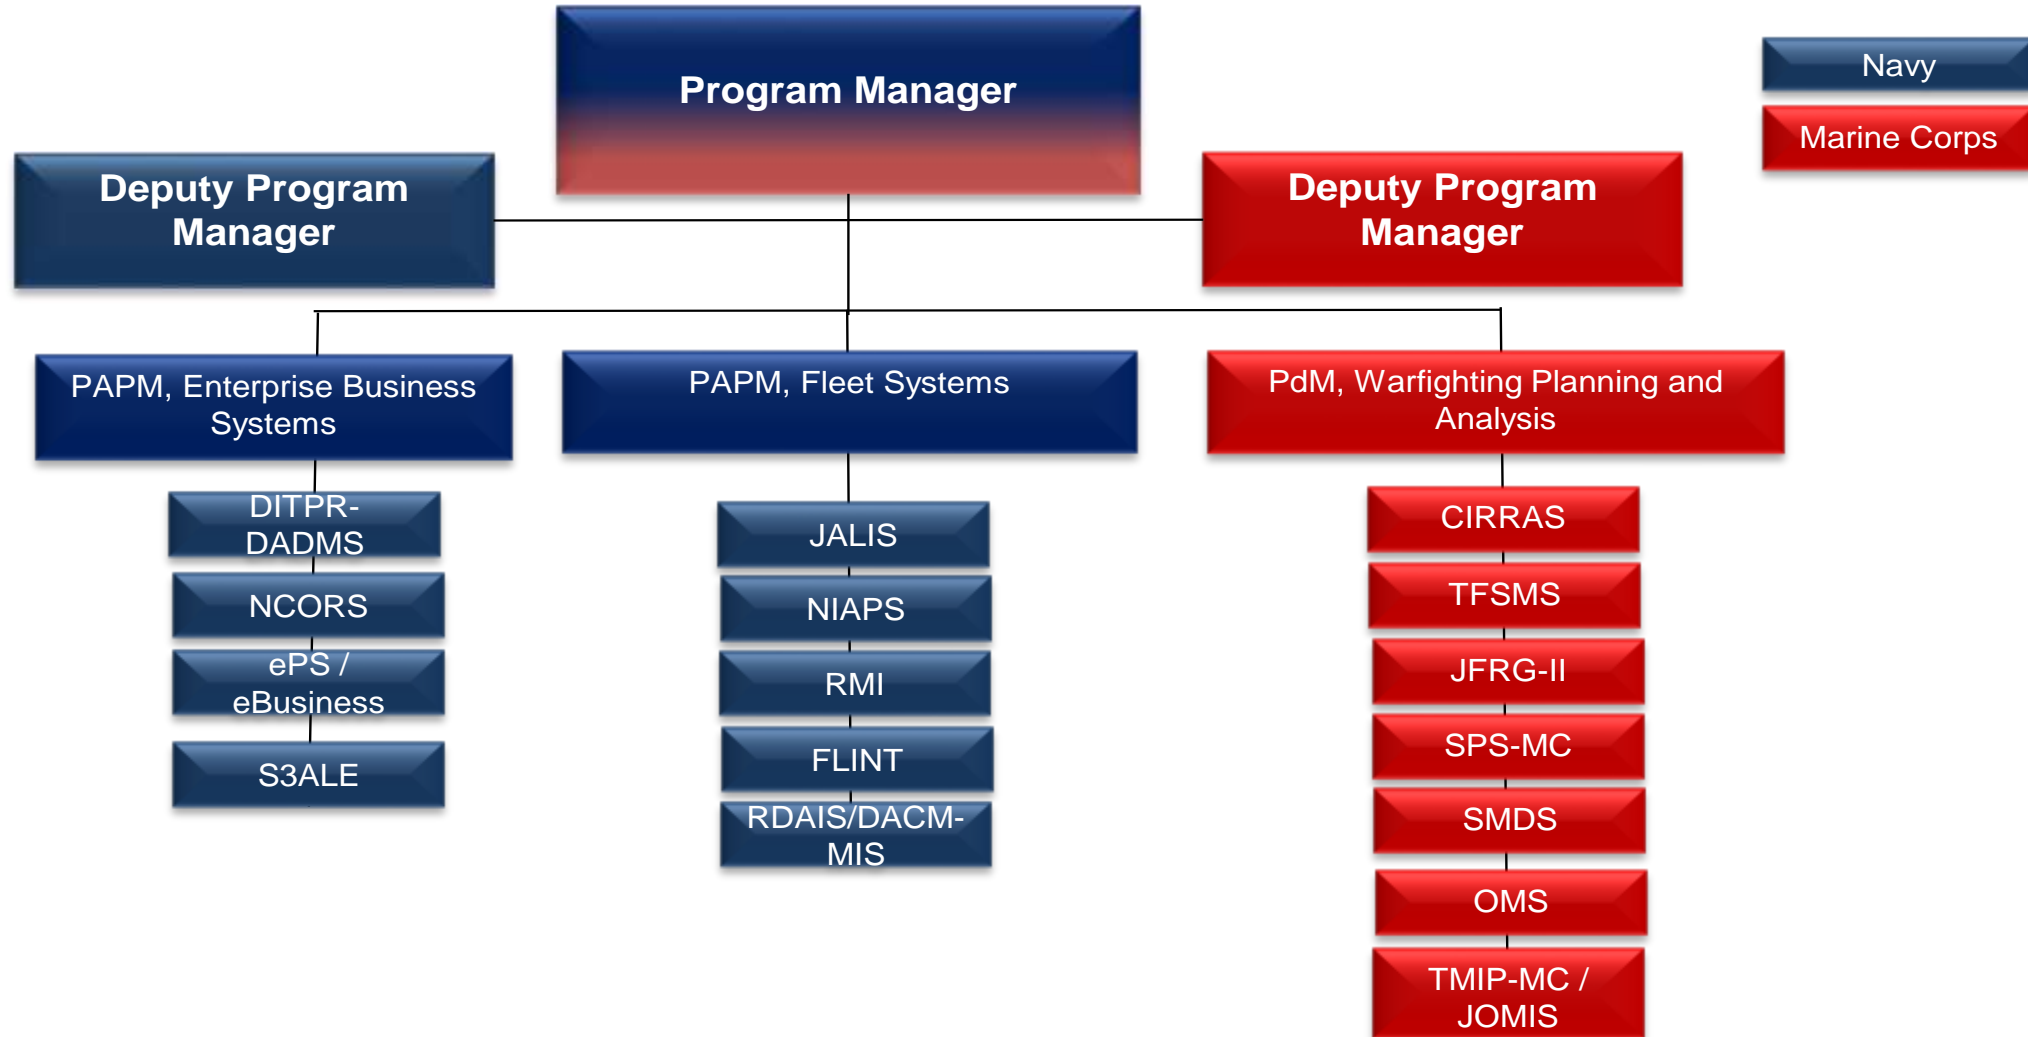 Program Manager
Navy
Marine Corps
Deputy Program
Manager
Deputy Program
Manager
PAPM, Enterprise Business
Systems
PAPM, Fleet Systems
PdM, Warfighting Planning and
Analysis
DITPR-
DADMS
NCORS
ePS /
eBusiness
S3ALE
JALIS
NIAPS
RMI
FLINT
RDAIS/DACM-
MIS
CIRRAS
TFSMS
JFRG-II
SPS-MC
SMDS
OMS
TMIP-MC /
JOMIS